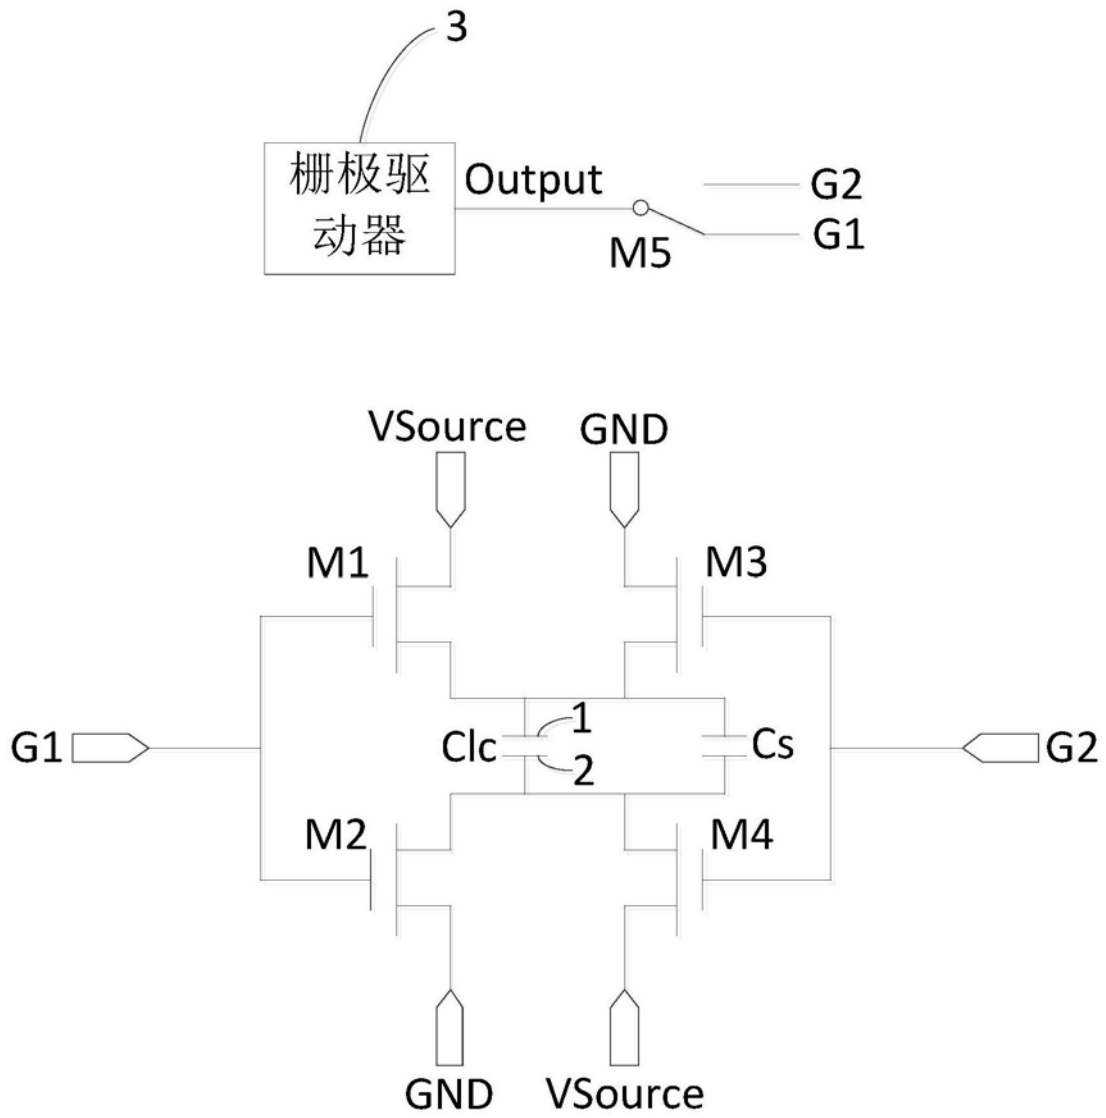 3
栅极驱
动器
Output
M5
G2
G1
VSource
GND
M1
M3
G1
Clc
1
2
Cs
G2
M2
M4
GND
VSource